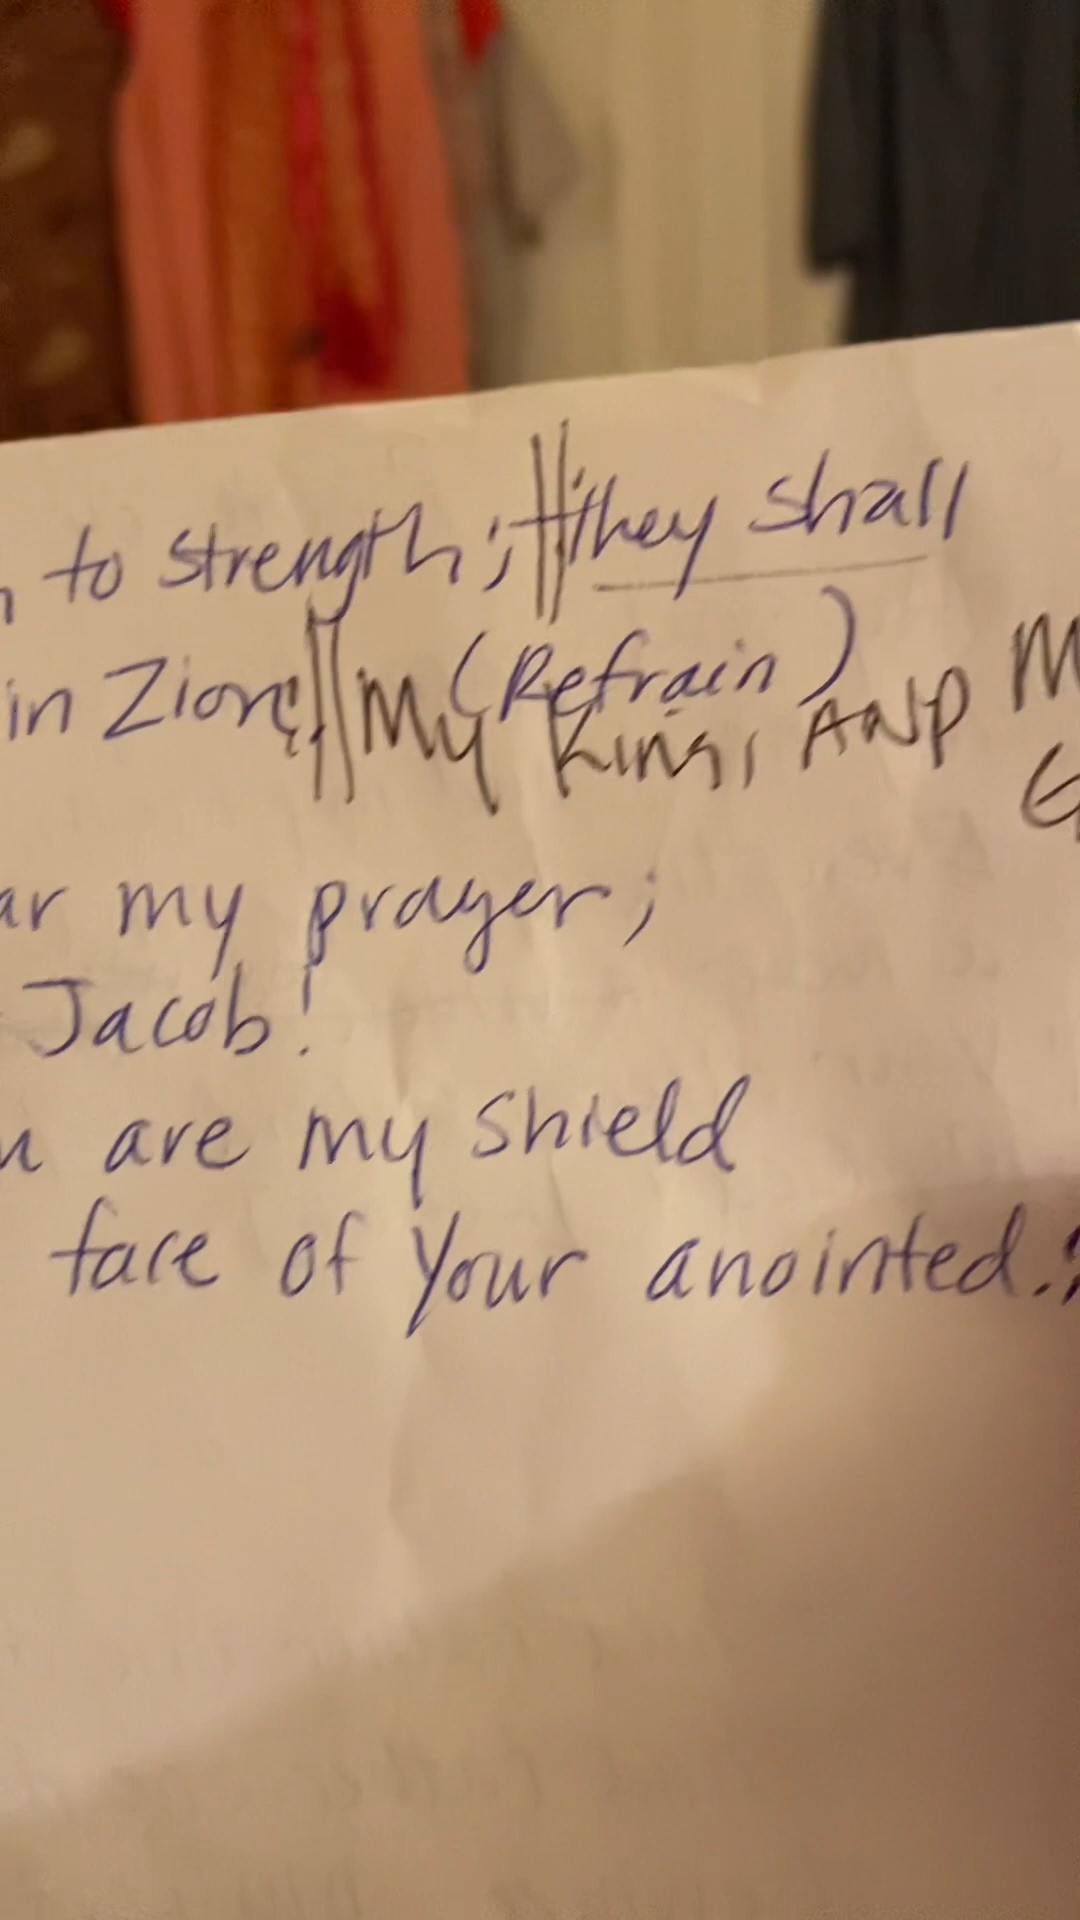 to strength; || they shall
in Zion. || (Refrain)
My King, AND M
G
ar my prayer;
Jacob!
u are my shield
face of Your anointed.